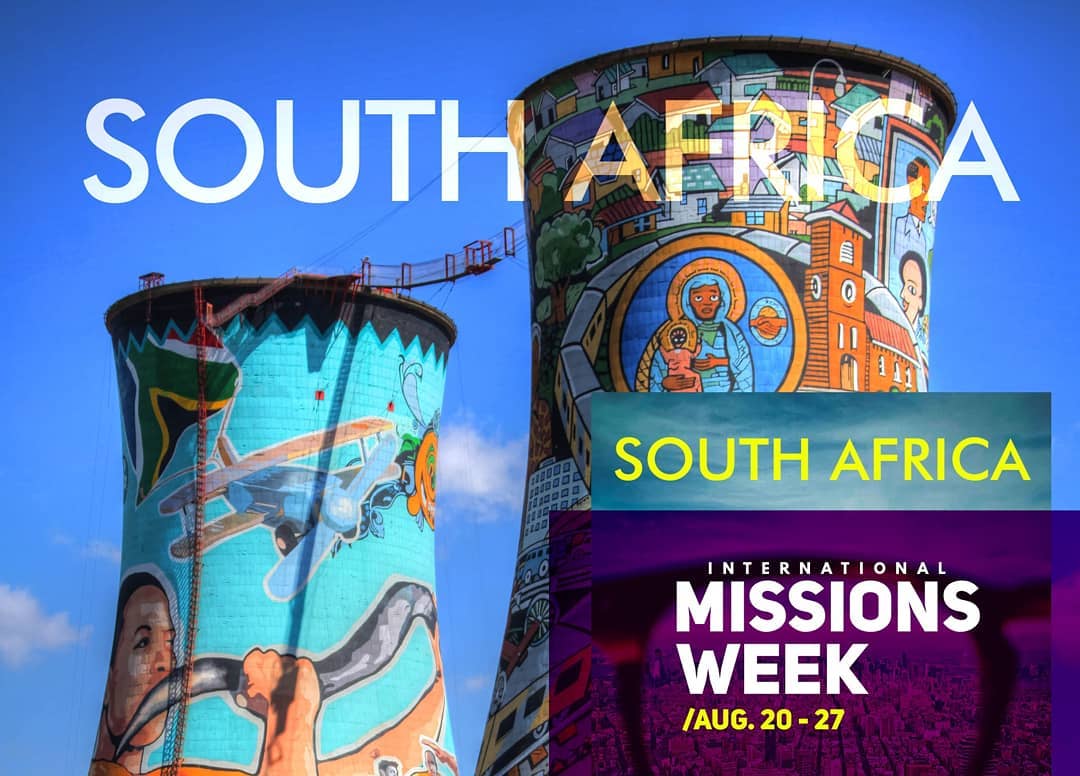 SOUTH AFRICA
SOUTH AFRICA
INTERNATIONAL
MISSIONS
WEEK
/AUG. 20 - 27